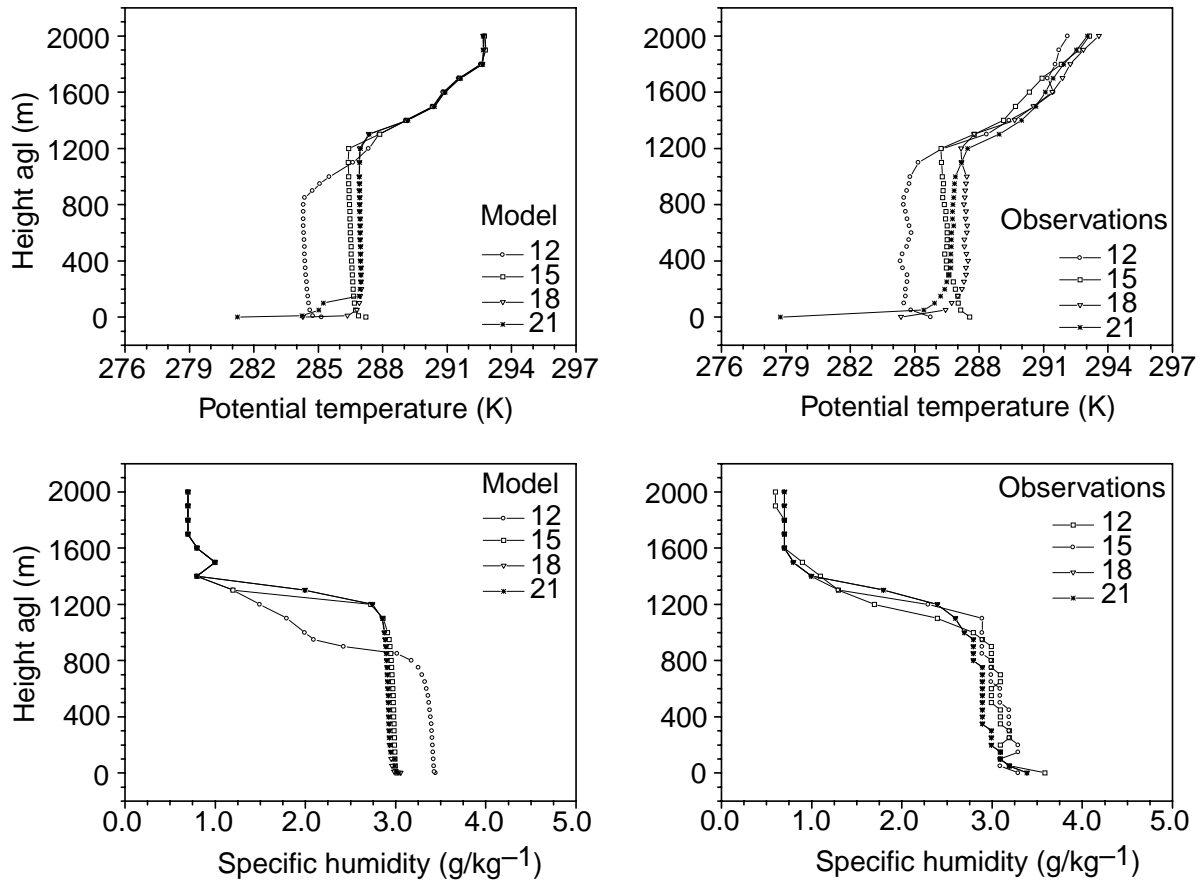 2000
1600
1200
800
400
0
Height agl (m)
Model
12
15
18
21
276 279 282 285 288 291 294 297
Potential temperature (K)
2000
1600
1200
800
400
0
Observations
12
15
18
21
276 279 282 285 288 291 294 297
Potential temperature (K)
2000
1600
1200
800
400
0
Height agl (m)
Model
12
15
18
21
0.0 1.0 2.0 3.0 4.0 5.0
Specific humidity (g/kg–1)
2000
1600
1200
800
400
0
Observations
12
15
18
21
0.0 1.0 2.0 3.0 4.0 5.0
Specific humidity (g/kg–1)